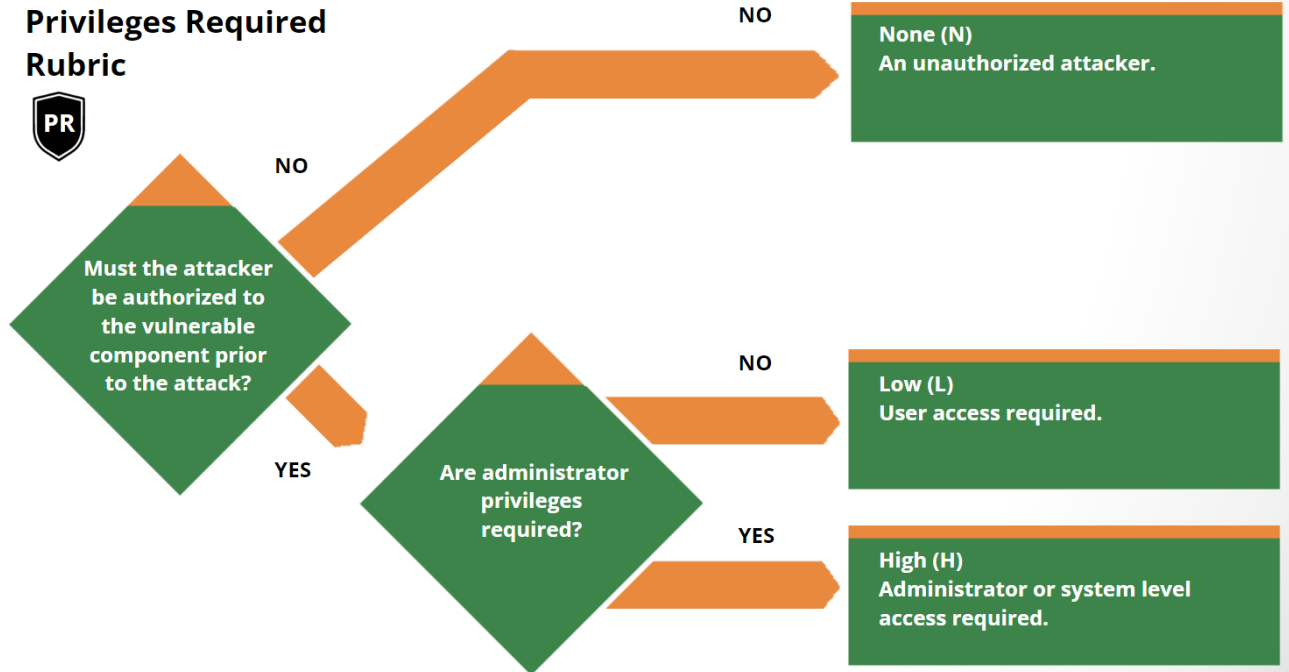 Privileges Required
Rubric
PR
NO
NO
None (N)
An unauthorized attacker.
Must the attacker
be authorized to
the vulnerable
component prior
to the attack?
YES
Are administrator
privileges
required?
NO
Low (L)
User access required.
YES
High (H)
Administrator or system level
access required.